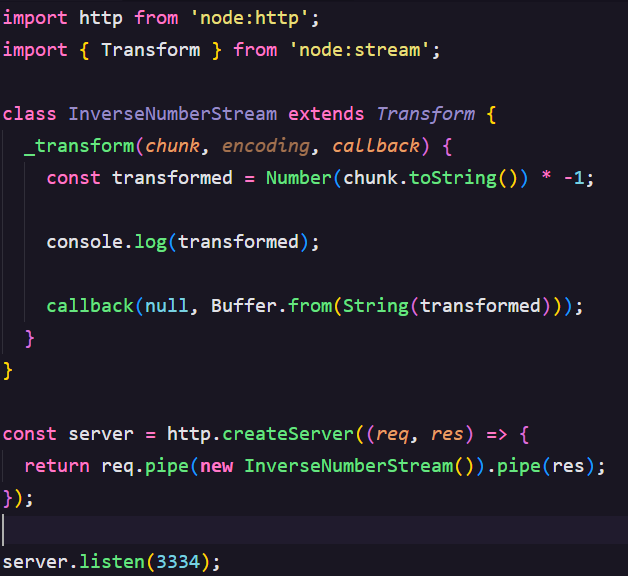 import http from 'node:http';
import { Transform } from 'node:stream';
class InverseNumberStream extends Transform {
_transform(chunk, encoding, callback) {
const transformed = Number(chunk.toString()) * -1;
console.log(transformed);
callback(null, Buffer.from(String(transformed)));
}
}
const server = http.createServer((req, res) => {
return req.pipe(new InverseNumberStream()).pipe(res);
});
server.listen(3334);